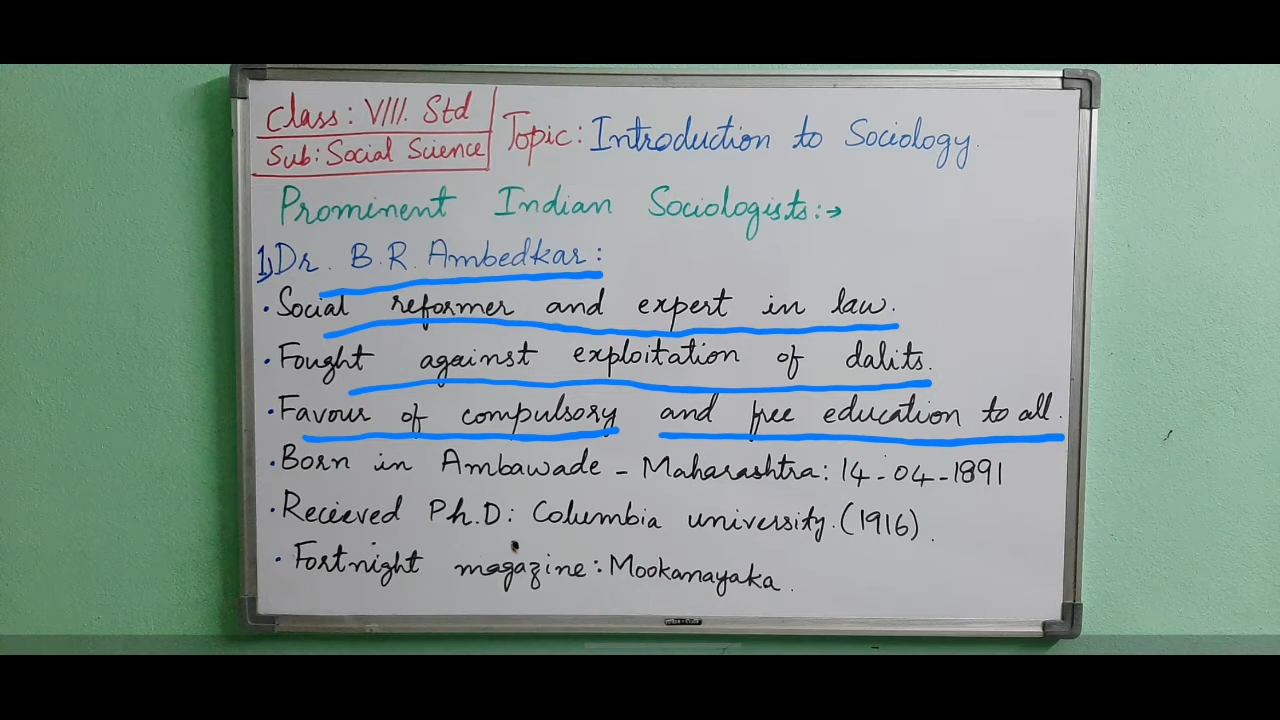 Class: VIII. Std
Sub: Social Science
Topic: Introduction to Sociology.
Prominent Indian Sociologists:→
1) Dr. B.R. Ambedkar:
• Social reformer and expert in law.
• Fought against exploitation of dalits.
• Favour of compulsory and free education to all.
• Born in Ambawade - Maharashtra: 14-04-1891
• Recieved Ph.D: Columbia university. (1916).
• Fortnight magazine: Mookanayaka.